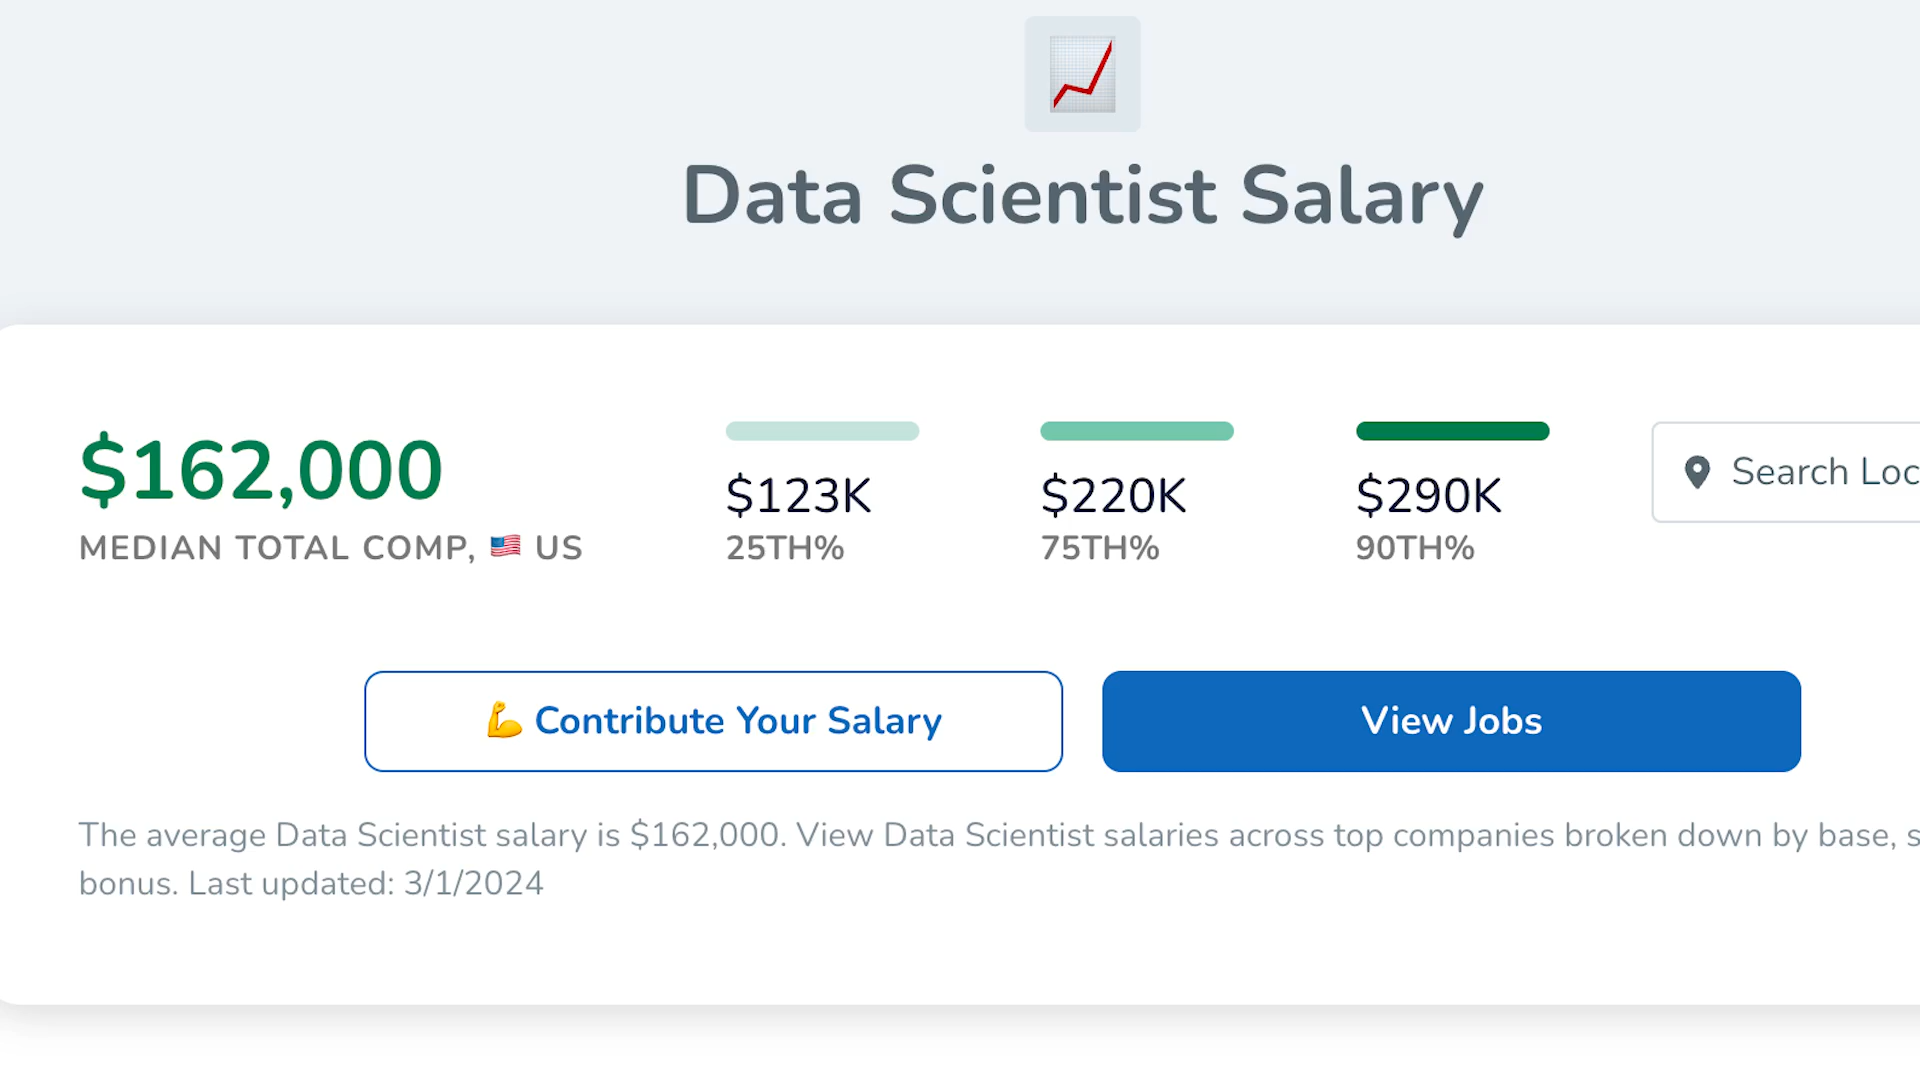 Data Scientist Salary
$162,000
MEDIAN TOTAL COMP, 🇺🇸 US
$123K
25TH%
$220K
75TH%
$290K
90TH%
Search Loc
💪 Contribute Your Salary
View Jobs
The average Data Scientist salary is $162,000. View Data Scientist salaries across top companies broken down by base, s
bonus. Last updated: 3/1/2024